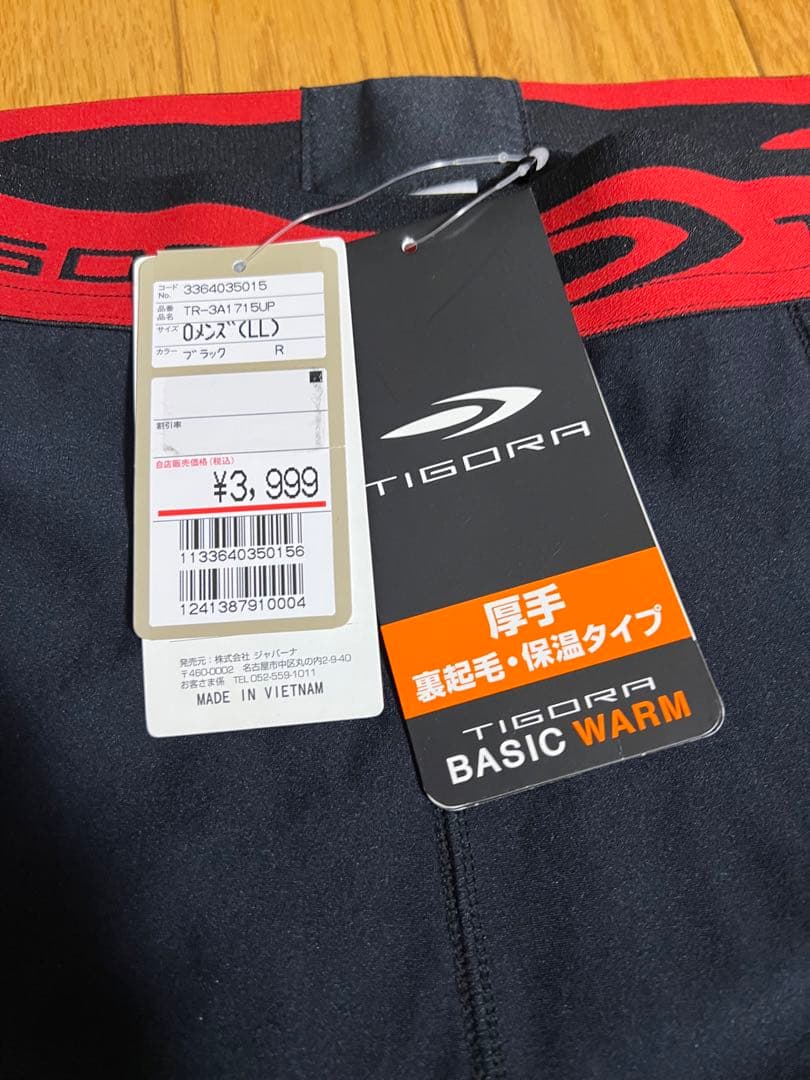 コード
No. 3364035015
品番
品名 TR-3A1715UP
サイズ Oメンズ(LL)
カラー ブラック R
割引率
自店販売価格(税込)
¥3,999
1133640350156
1241387910004
発売元:株式会社 ジャパーナ
〒460-0002 名古屋市中区丸の内2-9-40
お客さま係 TEL 052-559-1011
MADE IN VIETNAM
TIGORA
厚手
裏起毛・保温タイプ
TIGORA
BASIC WARM